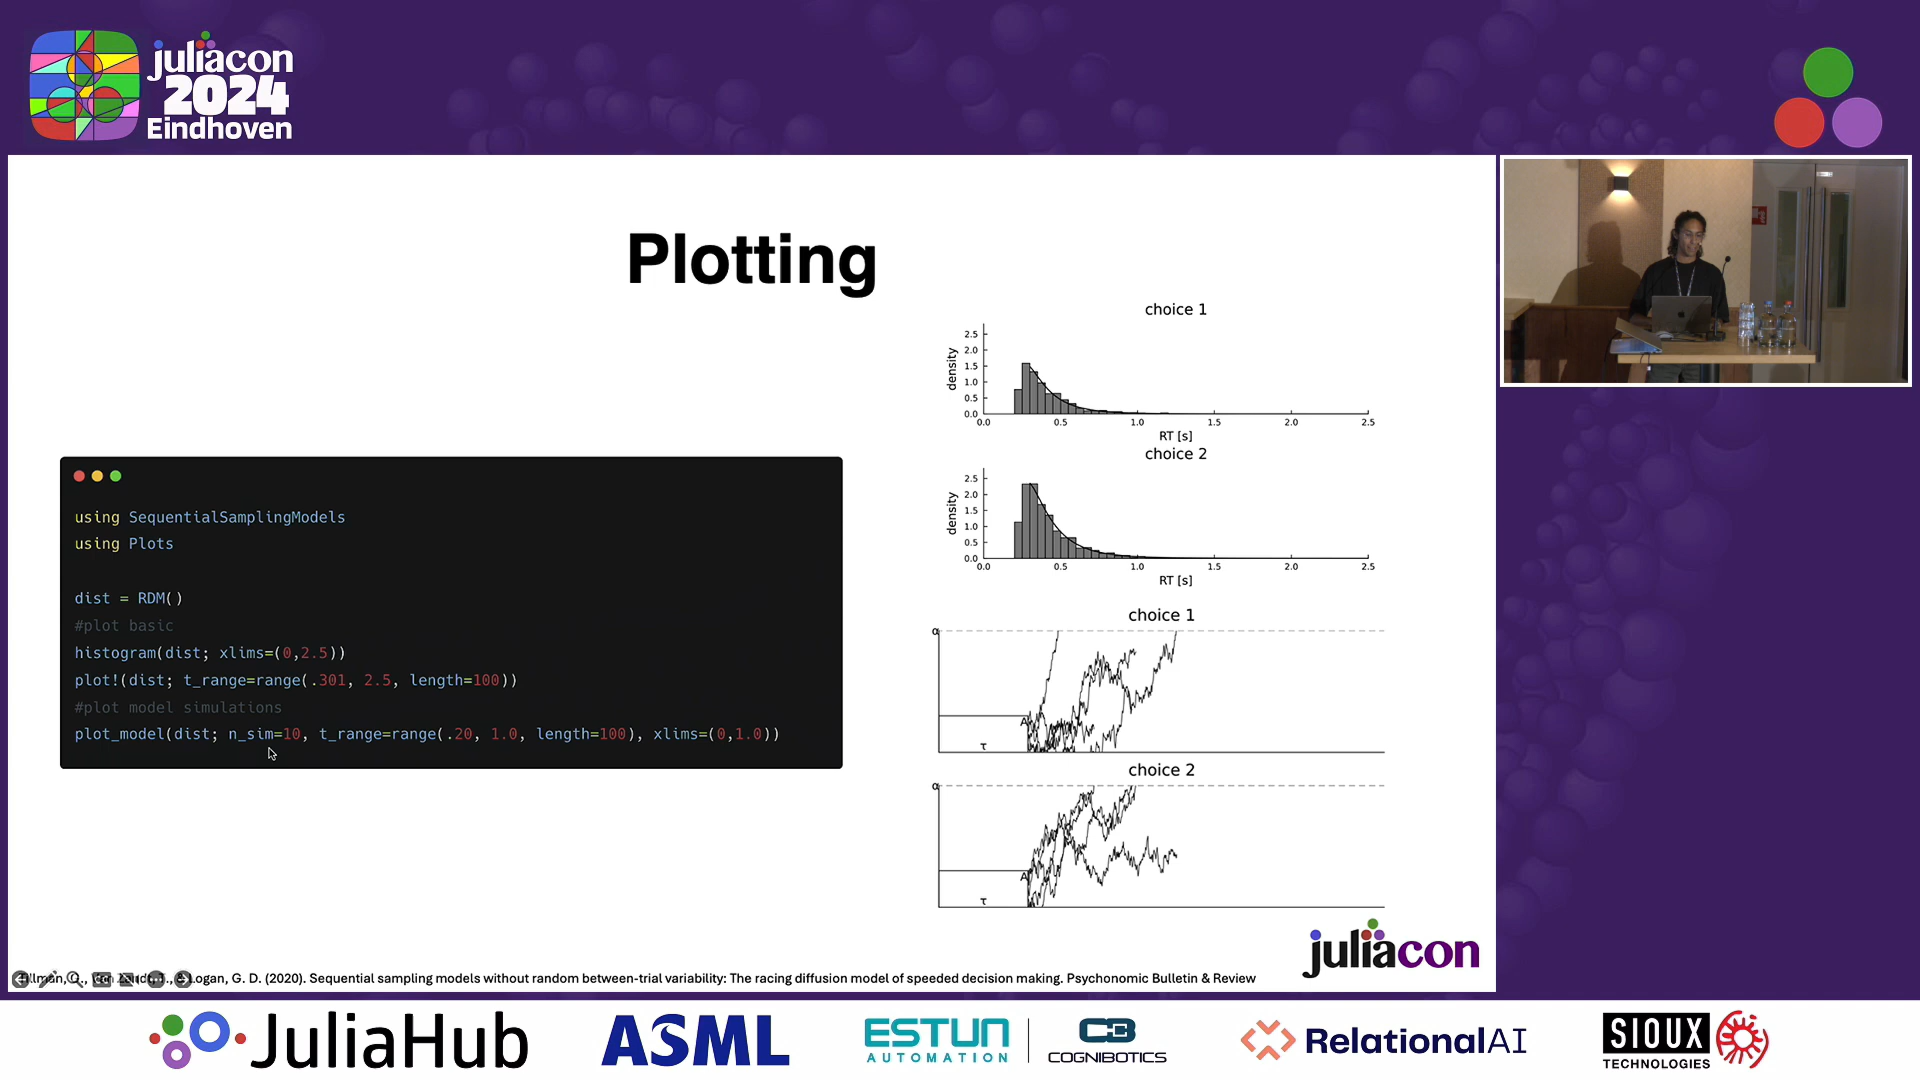 juliacon
2024
Eindhoven
Plotting
using SequentialSamplingModels
using Plots
dist = RDM()
#plot basic
histogram(dist; xlims=(0,2.5))
plot!(dist; t_range=range(.301, 2.5, length=100))
#plot model simulations
plot_model(dist; n_sim=10, t_range=range(.20, 1.0, length=100), xlims=(0,1.0))
choice 1
density
2.5
2.0
1.5
1.0
0.5
0.0
0.0 0.5 1.0 1.5 2.0 2.5
RT [s]
choice 2
density
2.5
2.0
1.5
1.0
0.5
0.0
0.0 0.5 1.0 1.5 2.0 2.5
RT [s]
choice 1
α
A
τ
choice 2
α
A
τ
juliacon
Logan, G. D. (2020). Sequential sampling models without random between-trial variability: The racing diffusion model of speeded decision making. Psychonomic Bulletin & Review
JuliaHub
ASML
ESTUN
AUTOMATION
COGNIBOTICS
RelationalAI
SIOUX
TECHNOLOGIES